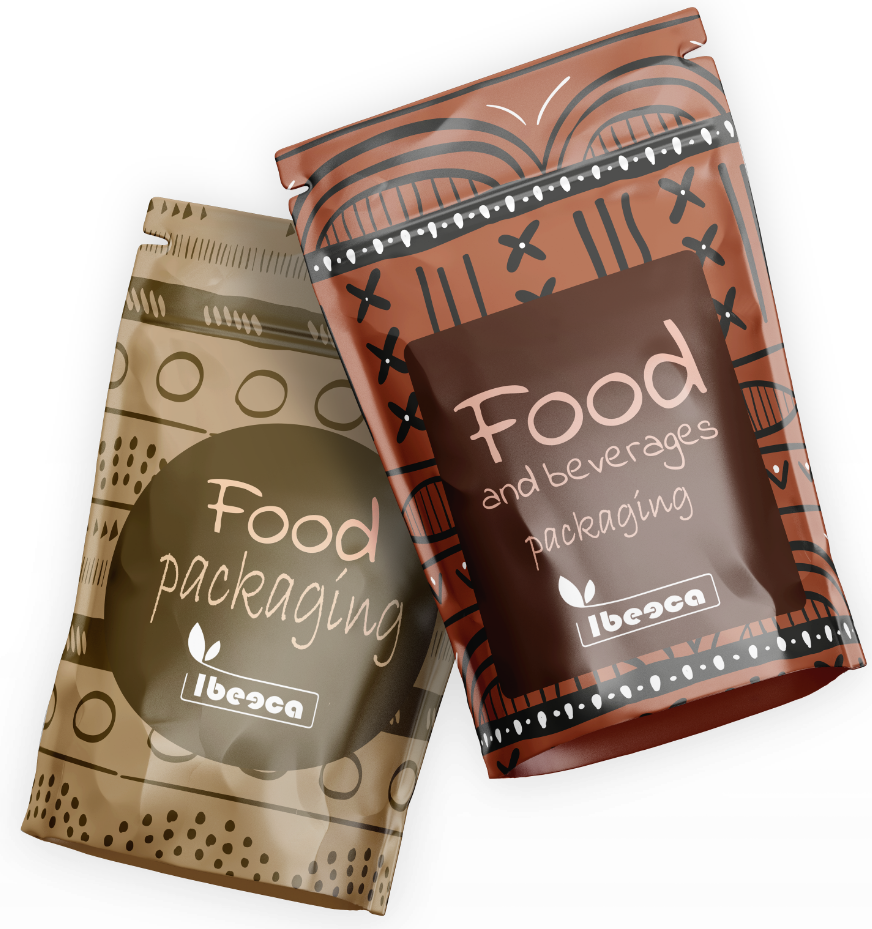 Food
packaging
Ibeeca
Food
and beverages
packaging
Ibeeca